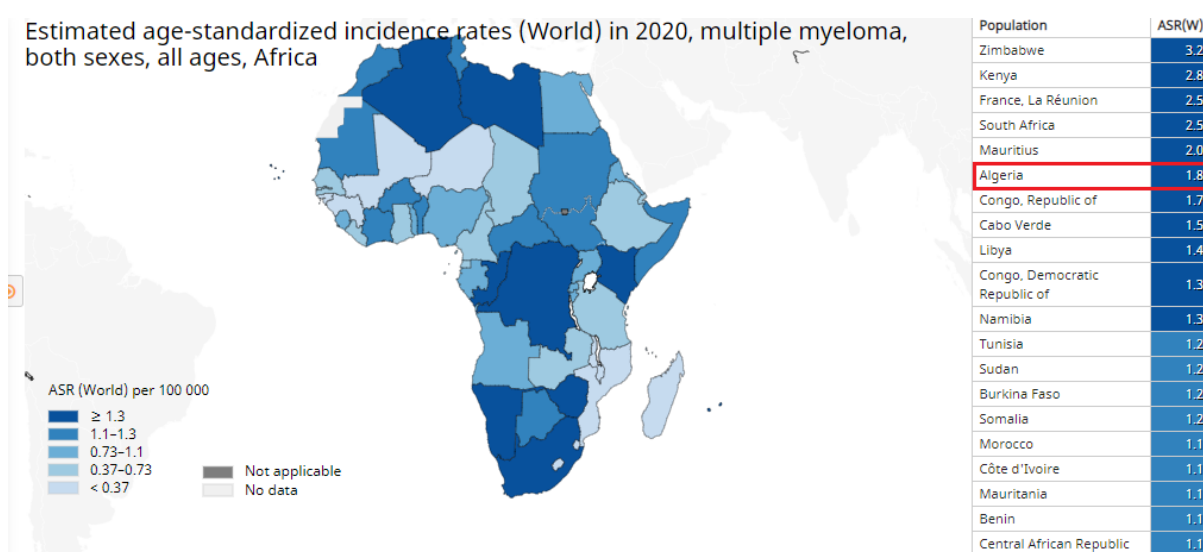 Estimated age-standardized incidence rates (World) in 2020, multiple myeloma,
both sexes, all ages, Africa
ASR (World) per 100 000
≥ 1.3
1.1–1.3
0.73–1.1
0.37–0.73
< 0.37
Not applicable
No data
Population ASR(W)
Zimbabwe 3.2
Kenya 2.8
France, La Réunion 2.5
South Africa 2.5
Mauritius 2.0
Algeria 1.8
Congo, Republic of 1.7
Cabo Verde 1.5
Libya 1.4
Congo, Democratic
Republic of 1.3
Namibia 1.3
Tunisia 1.2
Sudan 1.2
Burkina Faso 1.2
Somalia 1.2
Morocco 1.1
Côte d'Ivoire 1.1
Mauritania 1.1
Benin 1.1
Central African Republic 1.1